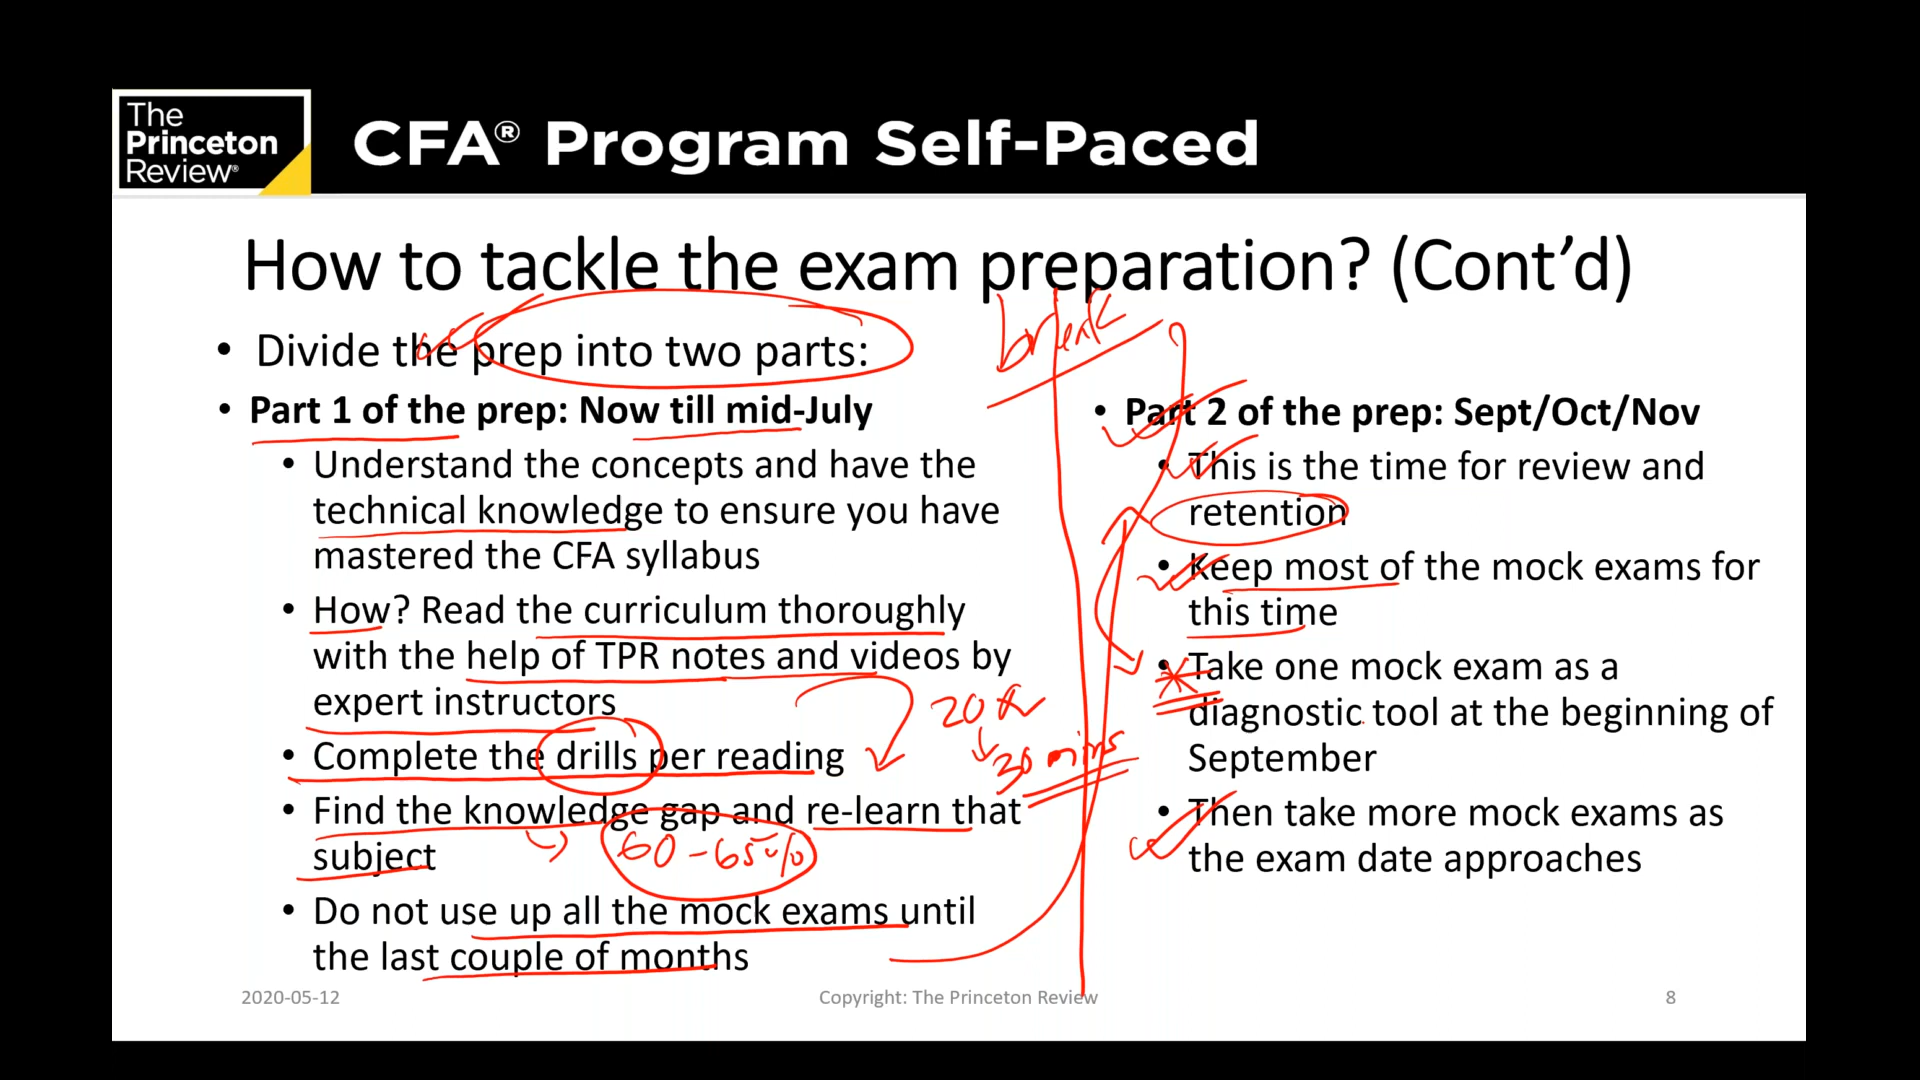 The
Princeton
Review®
CFA® Program Self-Paced
How to tackle the exam preparation? (Cont’d)
break
• Divide the prep into two parts:
• Part 1 of the prep: Now till mid-July
• Understand the concepts and have the
technical knowledge to ensure you have
mastered the CFA syllabus
• How? Read the curriculum thoroughly
with the help of TPR notes and videos by
expert instructors
20
30 mins
• Complete the drills per reading
• Find the knowledge gap and re-learn that
subject
60-65%
• Do not use up all the mock exams until
the last couple of months
• Part 2 of the prep: Sept/Oct/Nov
• This is the time for review and
retention
• Keep most of the mock exams for
this time
• Take one mock exam as a
diagnostic tool at the beginning of
September
• Then take more mock exams as
the exam date approaches
2020-05-12
Copyright: The Princeton Review
8